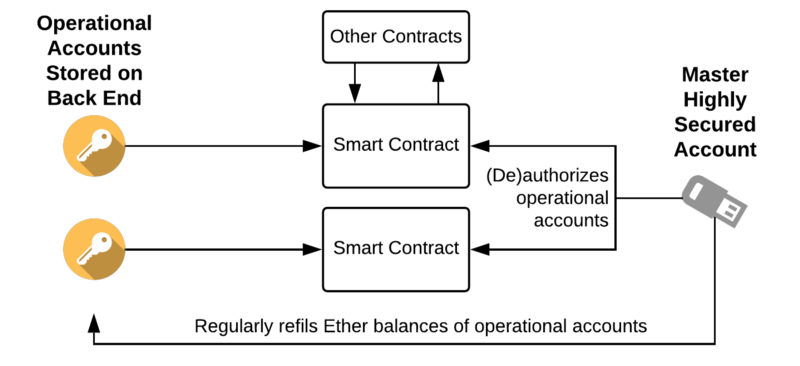 Operational
Accounts
Stored on
Back End
Other Contracts
Master
Highly
Secured
Account
Smart Contract
(De)authorizes
operational
accounts
Smart Contract
Regularly refils Ether balances of operational accounts